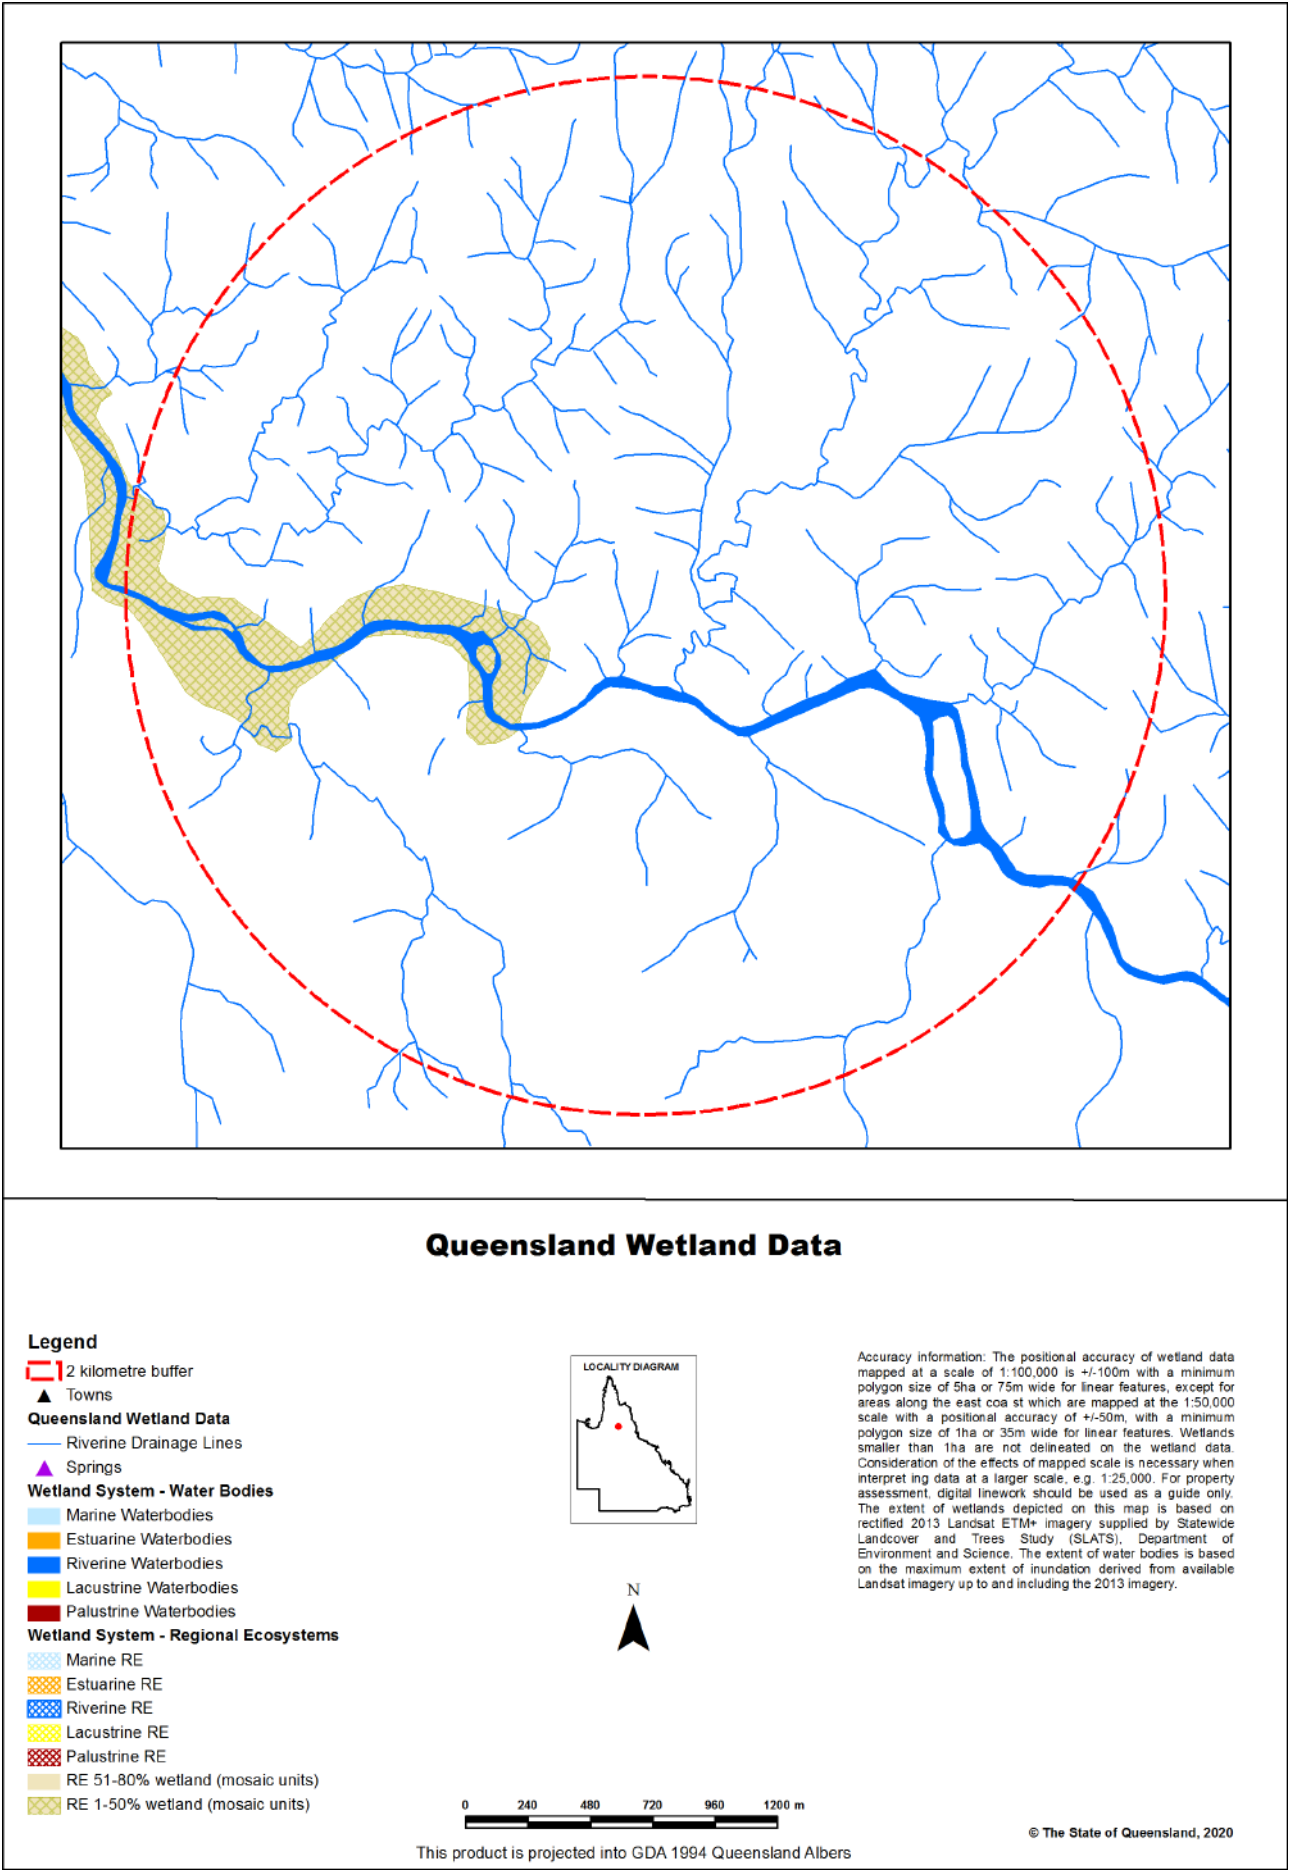 Queensland Wetland Data
Legend
2 kilometre buffer
Towns
Queensland Wetland Data
Riverine Drainage Lines
Springs
Wetland System - Water Bodies
Marine Waterbodies
Estuarine Waterbodies
Riverine Waterbodies
Lacustrine Waterbodies
Palustrine Waterbodies
Wetland System - Regional Ecosystems
Marine RE
Estuarine RE
Riverine RE
Lacustrine RE
Palustrine RE
RE 51-80% wetland (mosaic units)
RE 1-50% wetland (mosaic units)
LOCALITY DIAGRAM
N
0 240 480 720 960 1200 m
This product is projected into GDA 1994 Queensland Albers
Accuracy information: The positional accuracy of wetland data
mapped at a scale of 1:100,000 is +/-100m with a minimum
polygon size of 5ha or 75m wide for linear features, except for
areas along the east coa st which are mapped at the 1:50,000
scale with a positional accuracy of +/-50m, with a minimum
polygon size of 1ha or 35m wide for linear features. Wetlands
smaller than 1ha are not delineated on the wetland data.
Consideration of the effects of mapped scale is necessary when
interpret ing data at a larger scale, e.g. 1:25,000. For property
assessment, digital linework should be used as a guide only.
The extent of wetlands depicted on this map is based on
rectified 2013 Landsat ETM+ imagery supplied by Statewide
Landcover and Trees Study (SLATS), Department of
Environment and Science. The extent of water bodies is based
on the maximum extent of inundation derived from available
Landsat imagery up to and including the 2013 imagery.
© The State of Queensland, 2020